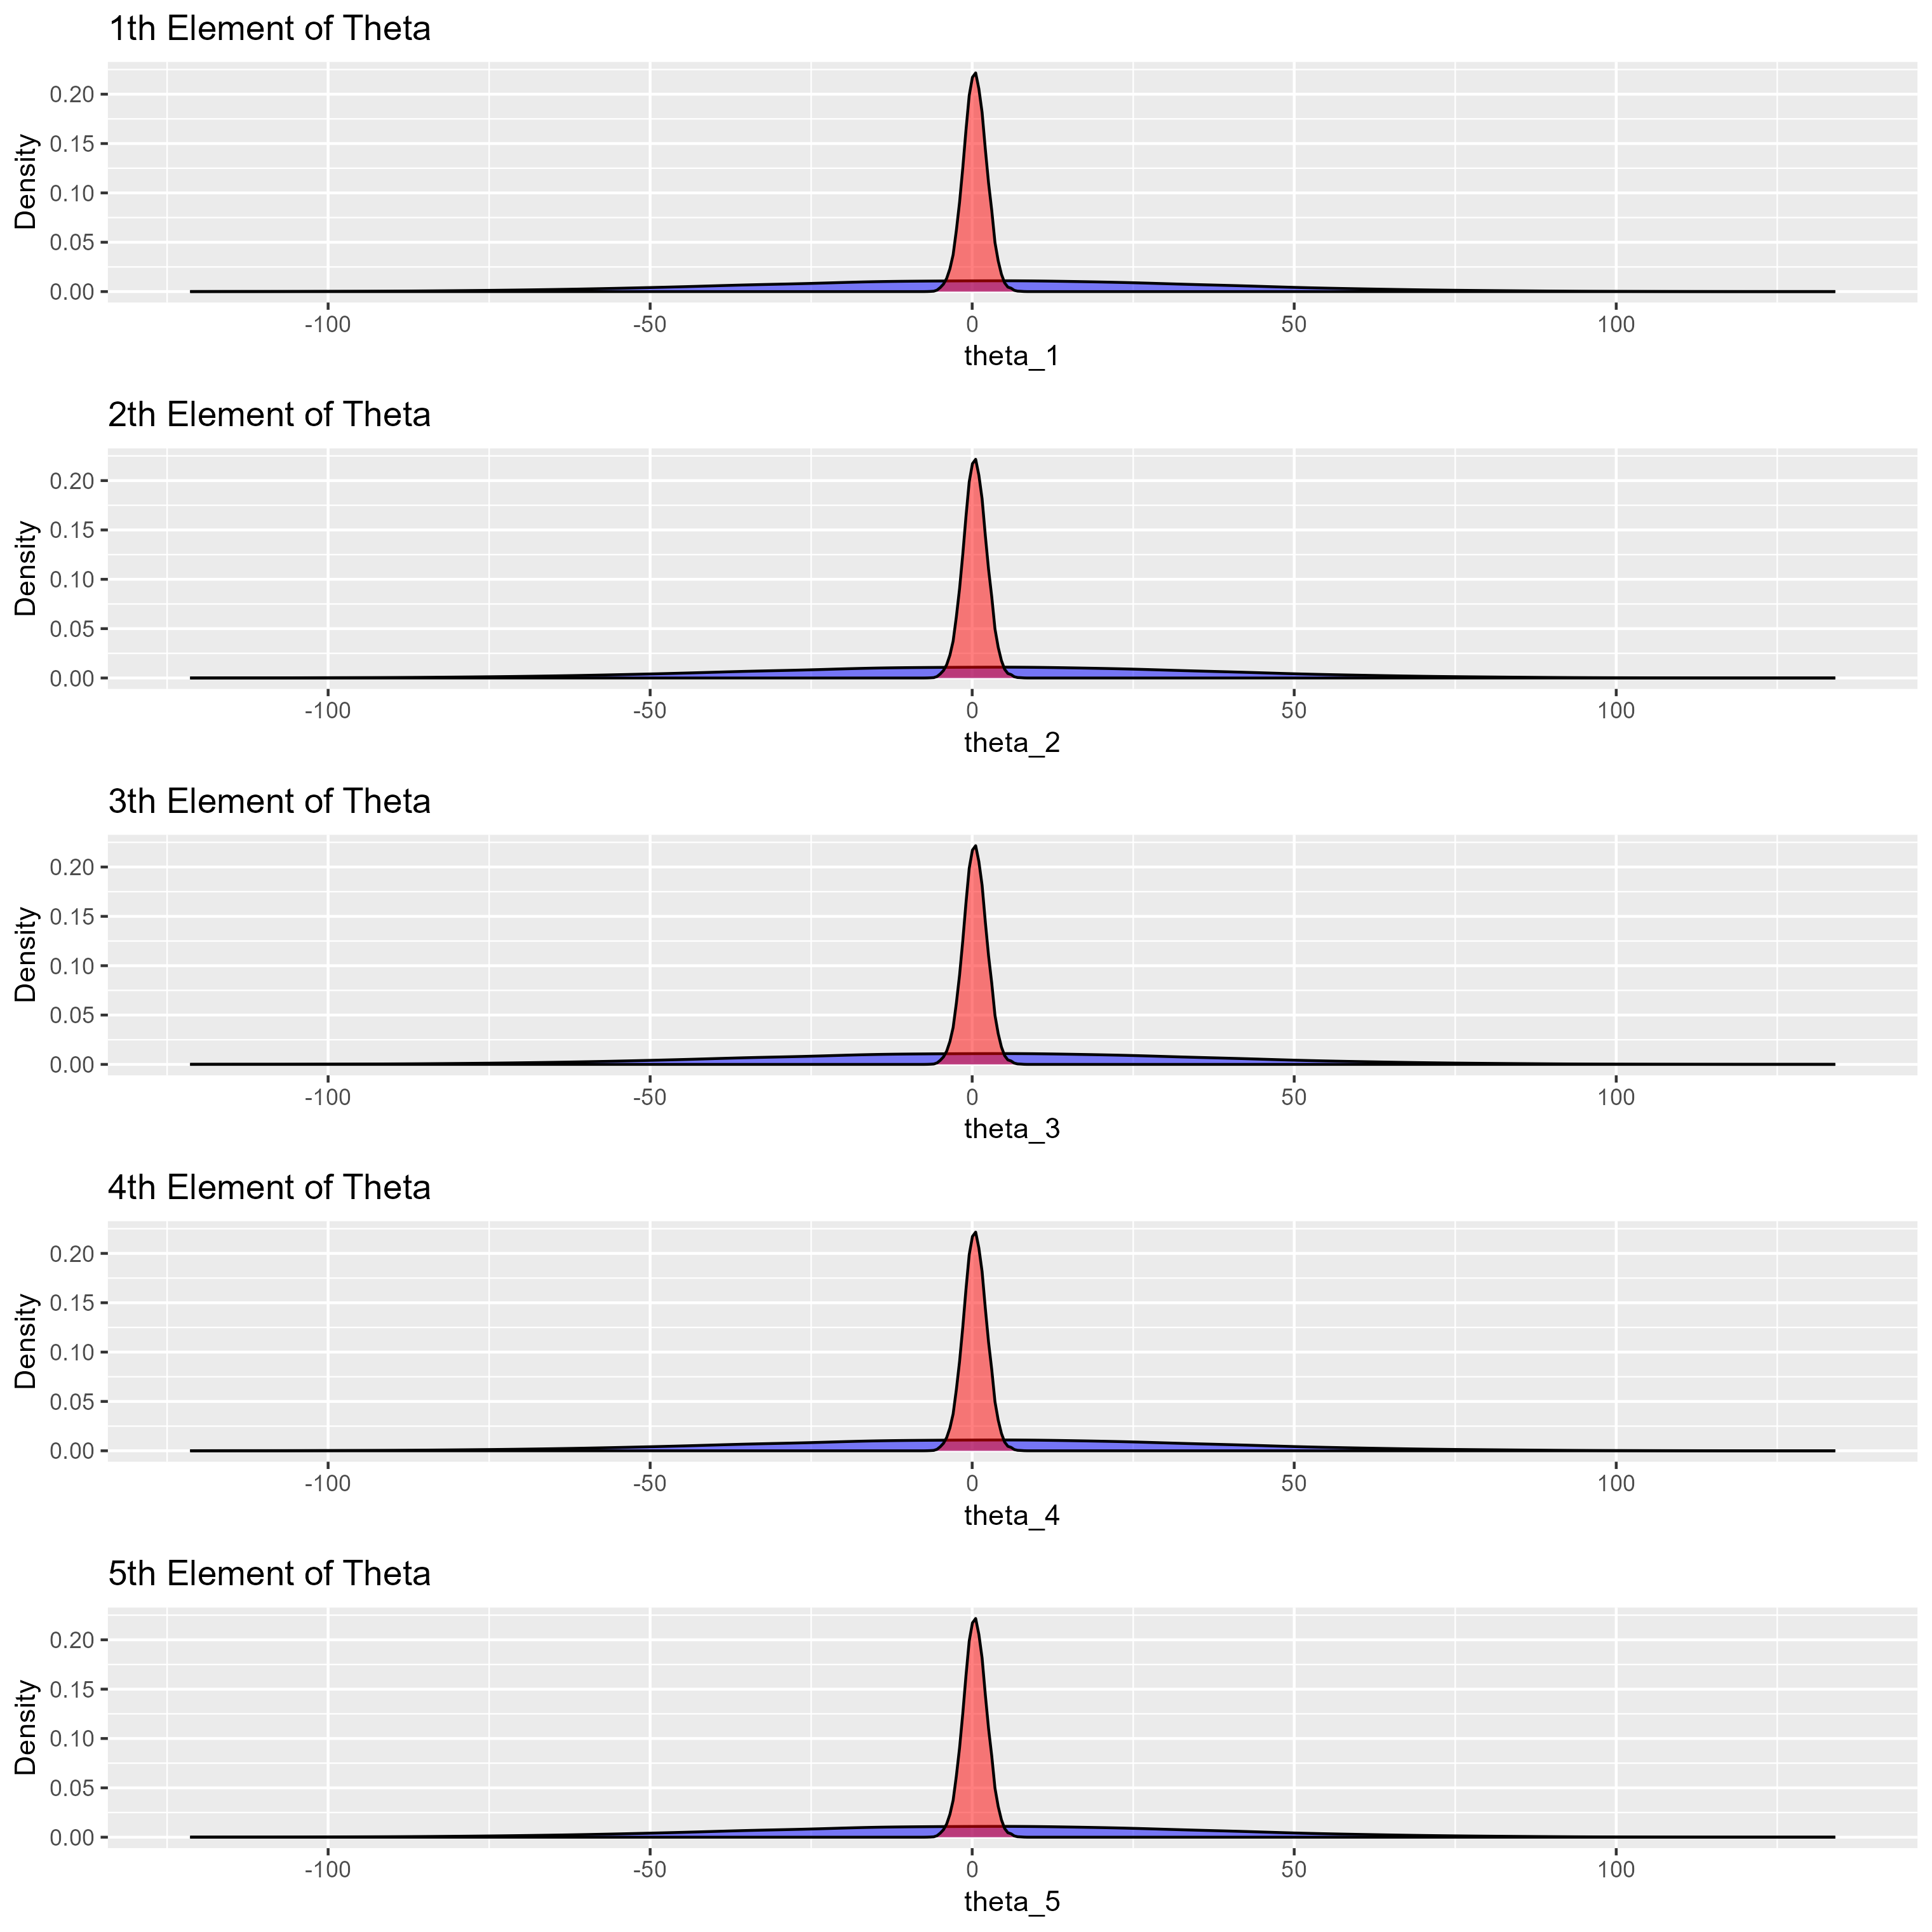 1th Element of Theta
0.20
0.15
0.10
0.05
0.00
Density
-100 -50 0 50 100
theta_1
2th Element of Theta
0.20
0.15
0.10
0.05
0.00
Density
-100 -50 0 50 100
theta_2
3th Element of Theta
0.20
0.15
0.10
0.05
0.00
Density
-100 -50 0 50 100
theta_3
4th Element of Theta
0.20
0.15
0.10
0.05
0.00
Density
-100 -50 0 50 100
theta_4
5th Element of Theta
0.20
0.15
0.10
0.05
0.00
Density
-100 -50 0 50 100
theta_5